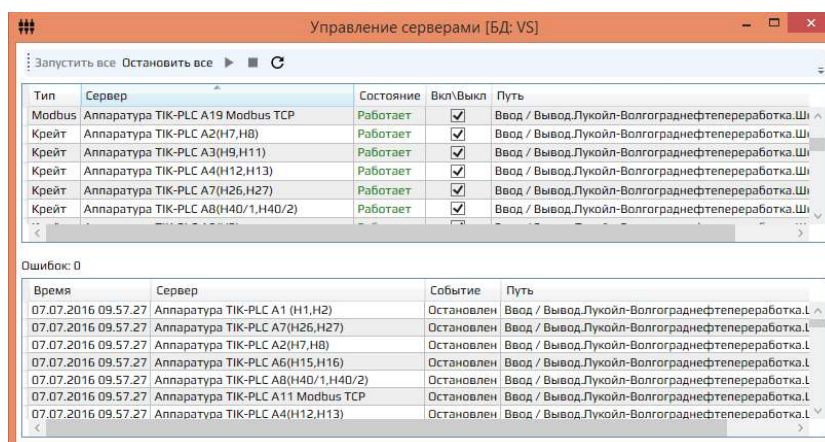 Управление серверами [БД: VS]
Запустить все Остановить все
Тип Сервер Состояние Вкл\Выкл Путь
Modbus Аппаратура TIK-PLC A19 Modbus TCP Работает Ввод / Вывод.Лукойл-Волгограднефтепереработка.Ш
Крейт Аппаратура TIK-PLC A2(H7,H8) Работает Ввод / Вывод.Лукойл-Волгограднефтепереработка.Ш
Крейт Аппаратура TIK-PLC A3(H9,H11) Работает Ввод / Вывод.Лукойл-Волгограднефтепереработка.Ш
Крейт Аппаратура TIK-PLC A4(H12,H13) Работает Ввод / Вывод.Лукойл-Волгограднефтепереработка.Ш
Крейт Аппаратура TIK-PLC A7(H26,H27) Работает Ввод / Вывод.Лукойл-Волгограднефтепереработка.Ш
Крейт Аппаратура TIK-PLC A8(H40/1,H40/2) Работает Ввод / Вывод.Лукойл-Волгограднефтепереработка.Ш
Ошибок: 0
Время Сервер Событие Путь
07.07.2016 09.57.27 Аппаратура TIK-PLC A1 (H1,H2) Остановлен Ввод / Вывод.Лукойл-Волгограднефтепереработка.
07.07.2016 09.57.27 Аппаратура TIK-PLC A7(H26,H27) Остановлен Ввод / Вывод.Лукойл-Волгограднефтепереработка.
07.07.2016 09.57.27 Аппаратура TIK-PLC A2(H7,H8) Остановлен Ввод / Вывод.Лукойл-Волгограднефтепереработка.
07.07.2016 09.57.27 Аппаратура TIK-PLC A6(H15,H16) Остановлен Ввод / Вывод.Лукойл-Волгограднефтепереработка.
07.07.2016 09.57.27 Аппаратура TIK-PLC A8(H40/1,H40/2) Остановлен Ввод / Вывод.Лукойл-Волгограднефтепереработка.
07.07.2016 09.57.27 Аппаратура TIK-PLC A11 Modbus TCP Остановлен Ввод / Вывод.Лукойл-Волгограднефтепереработка.
07.07.2016 09.57.27 Аппаратура TIK-PLC A4(H12,H13) Остановлен Ввод / Вывод.Лукойл-Волгограднефтепереработка.